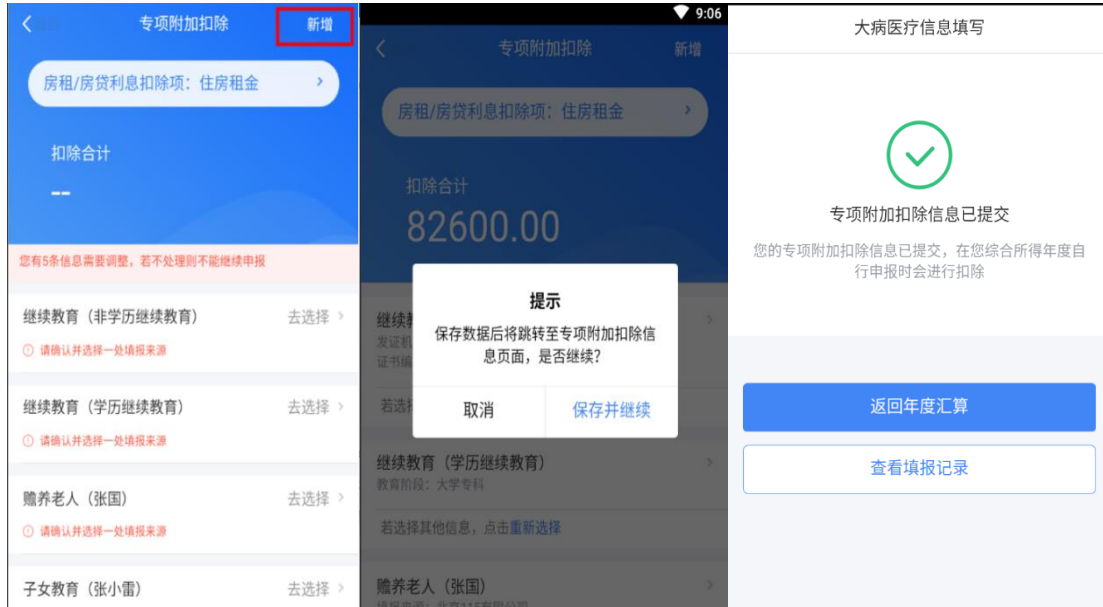 专项附加扣除
新增
房租/房贷利息扣除项：住房租金
扣除合计
--
您有5条信息需要调整，若不处理则不能继续申报
继续教育（非学历继续教育）
去选择
请确认并选择一处填报来源
继续教育（学历继续教育）
去选择
请确认并选择一处填报来源
赡养老人（张国）
去选择
请确认并选择一处填报来源
子女教育（张小雷）
去选择
9:06
专项附加扣除
新增
房租/房贷利息扣除项：住房租金
扣除合计
82600.00
提示
保存数据后将跳转至专项附加扣除信
息页面，是否继续？
取消
保存并继续
继续教
发证机
证书编
若选择
继续教育（学历继续教育）
教育阶段：大学专科
若选择其他信息，点击重新选择
赡养老人（张国）
大病医疗信息填写
专项附加扣除信息已提交
您的专项附加扣除信息已提交，在您综合所得年度自
行申报时会进行扣除
返回年度汇算
查看填报记录